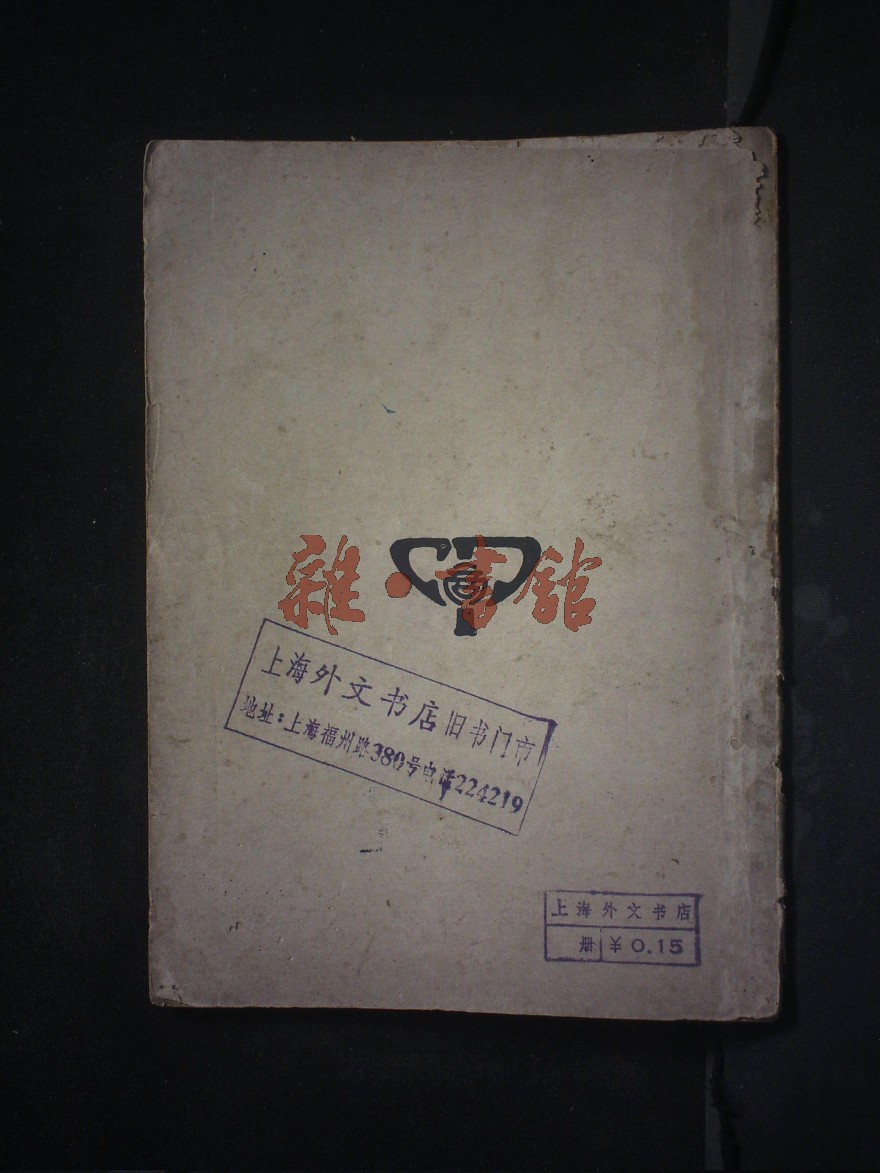 雜·書館
上海外文书店旧书门市
地址：上海福州路380号电话224219
上海外文书店
册 ¥ 0.15